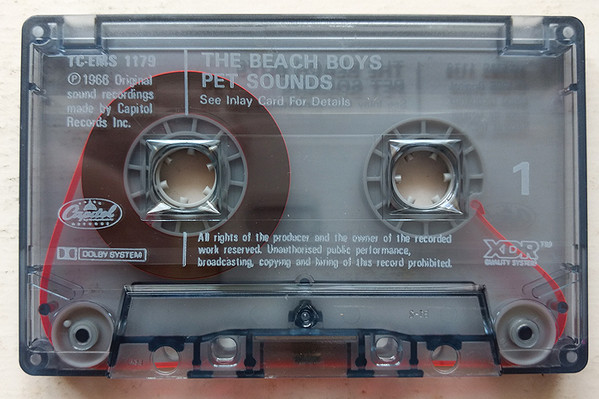 TC-EMS 1179
℗ 1966 Original
sound recordings
made by Capitol
Records Inc.
THE BEACH BOYS
PET SOUNDS
See Inlay Card For Details
1
Capitol
DOLBY SYSTEM
All rights of the producer and the owner of the recorded
work reserved. Unauthorised public performance,
broadcasting, copying and hiring of this record prohibited.
XDR
QUALITY SYSTEM